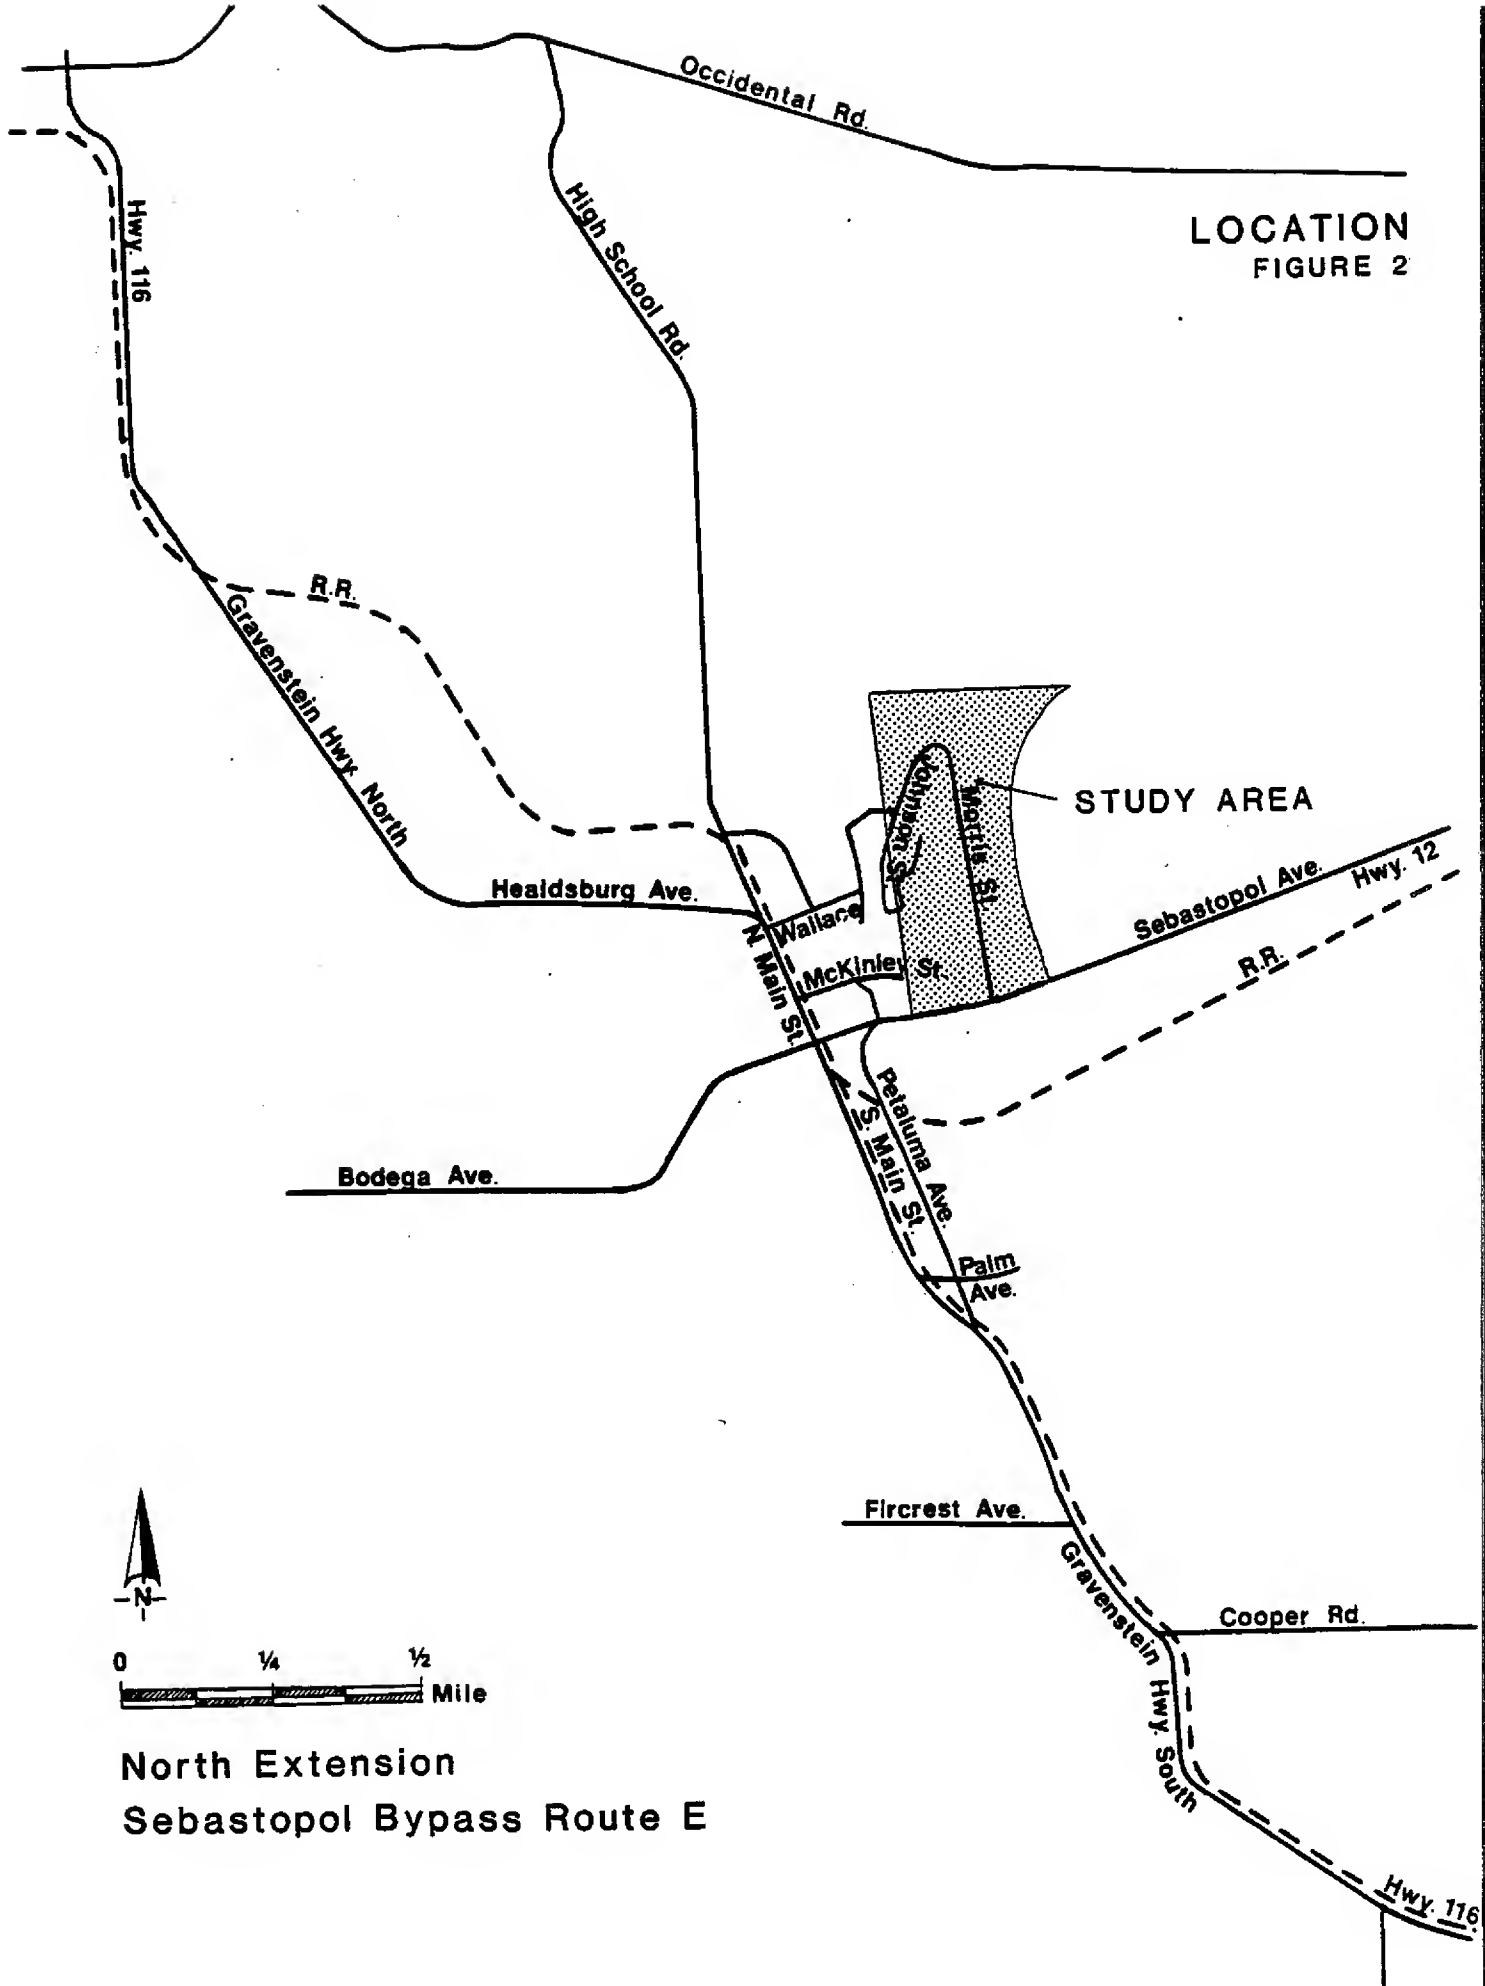 Occidental Rd.
LOCATION
FIGURE 2
Hwy. 116
High School Rd.
R.R.
Gravenstein Hwy. North
Johnson St.
Morris St.
STUDY AREA
Healdsburg Ave.
Wallace
Sebastopol Ave.
Hwy. 12
N. Main St.
McKinley St.
R.R.
Petaluma Ave.
S. Main St.
Bodega Ave.
Palm
Ave.
Fircrest Ave.
Gravenstein Hwy. South
Cooper Rd.
-N-
0 ¼ ½
Mile
North Extension
Sebastopol Bypass Route E
Hwy. 116